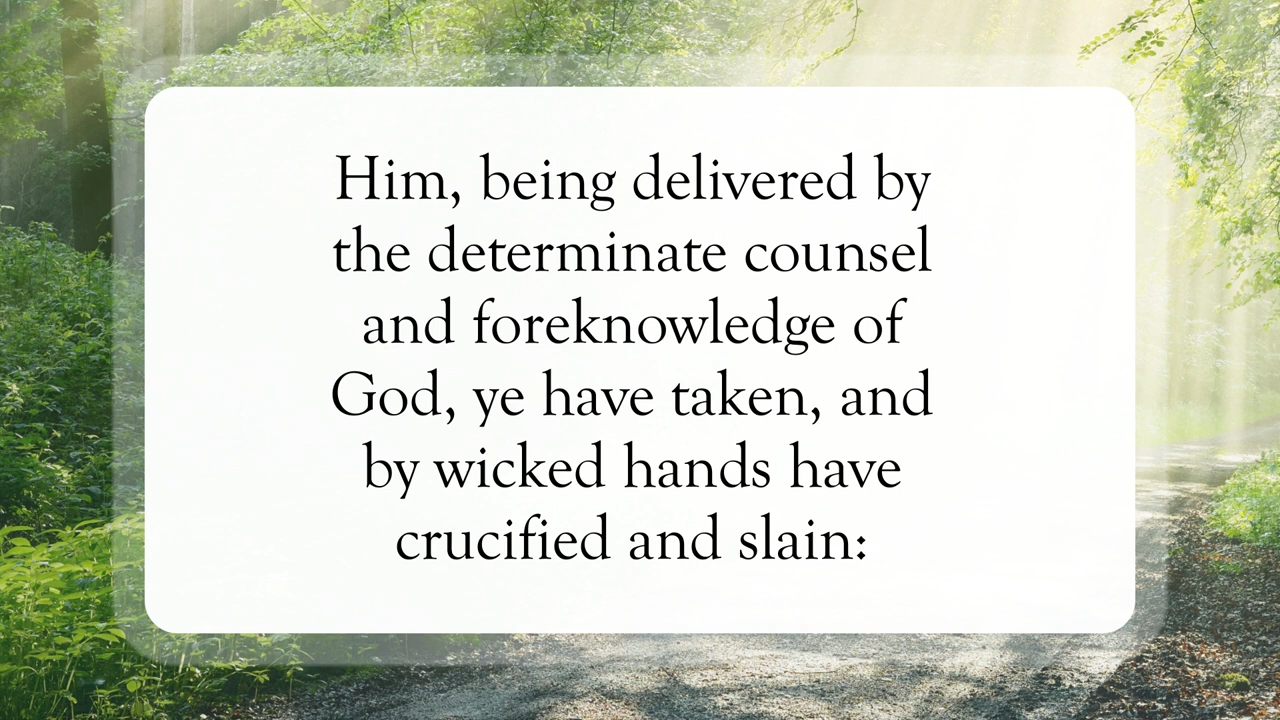 Him, being delivered by
the determinate counsel
and foreknowledge of
God, ye have taken, and
by wicked hands have
crucified and slain: